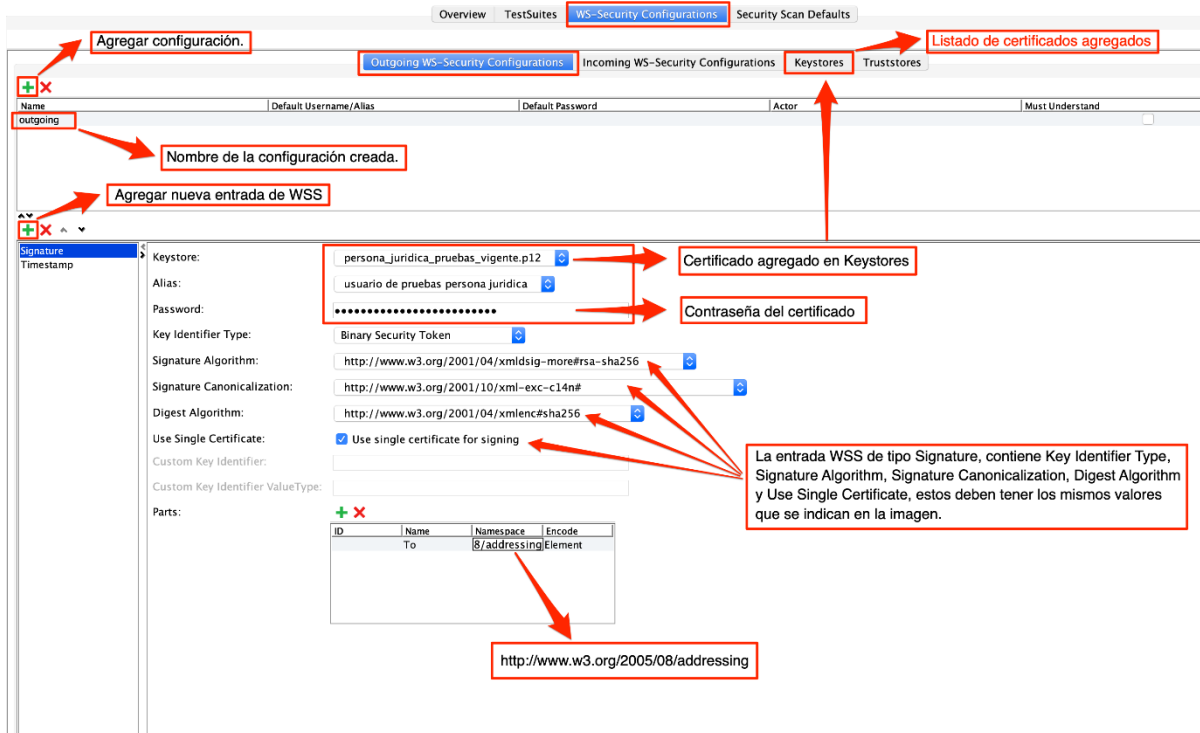 Overview TestSuites WS-Security Configurations Security Scan Defaults
Agregar configuración.
Listado de certificados agregados
Outgoing WS-Security Configurations Incoming WS-Security Configurations Keystores Truststores
Name Default Username/Alias Default Password Actor Must Understand
outgoing
Nombre de la configuración creada.
Agregar nueva entrada de WSS
Signature
Timestamp
Keystore: persona_juridica_pruebas_vigente.p12
Certificado agregado en Keystores
Alias: usuario de pruebas persona juridica
Password: •••••••••••••••••••••••••
Contraseña del certificado
Key Identifier Type: Binary Security Token
Signature Algorithm: http://www.w3.org/2001/04/xmldsig-more#rsa-sha256
Signature Canonicalization: http://www.w3.org/2001/10/xml-exc-c14n#
Digest Algorithm: http://www.w3.org/2001/04/xmlenc#sha256
Use Single Certificate: Use single certificate for signing
Custom Key Identifier:
Custom Key Identifier ValueType:
La entrada WSS de tipo Signature, contiene Key Identifier Type,
Signature Algorithm, Signature Canonicalization, Digest Algorithm
y Use Single Certificate, estos deben tener los mismos valores
que se indican en la imagen.
Parts:
ID Name Namespace Encode
To 8/addressing Element
http://www.w3.org/2005/08/addressing